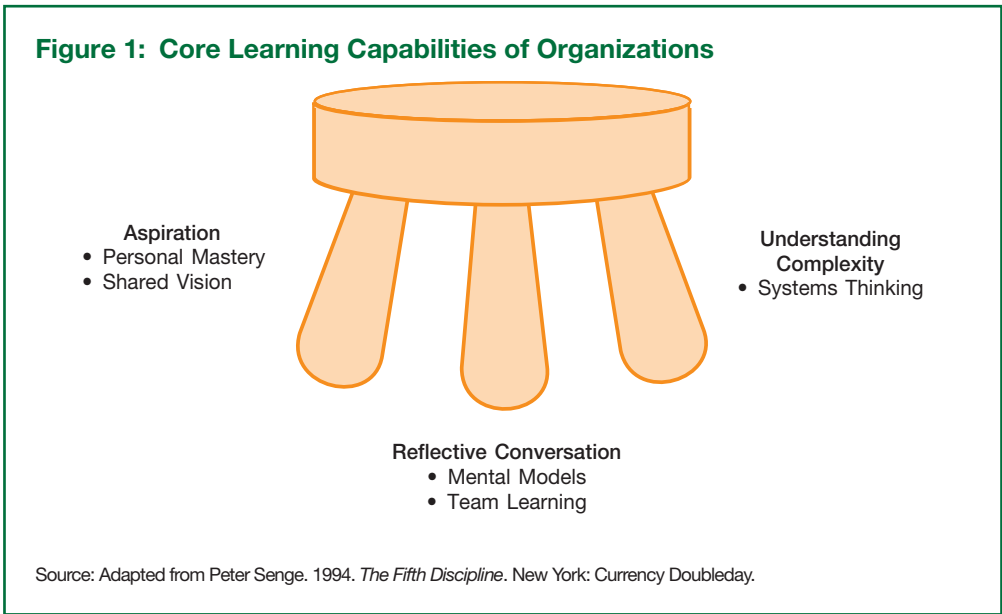 Figure 1: Core Learning Capabilities of Organizations
Aspiration
• Personal Mastery
• Shared Vision
Understanding
Complexity
• Systems Thinking
Reflective Conversation
• Mental Models
• Team Learning
Source: Adapted from Peter Senge. 1994. The Fifth Discipline. New York: Currency Doubleday.